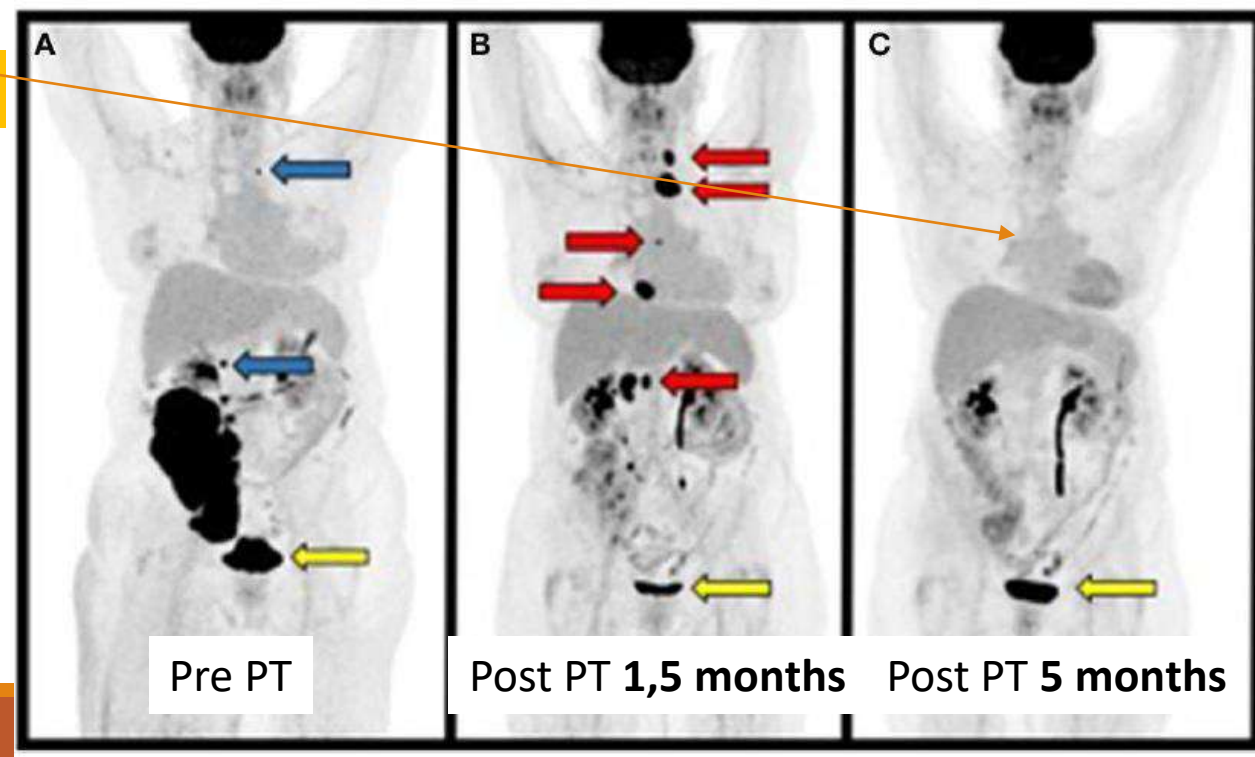 A
B
C
Pre PT
Post PT 1,5 months
Post PT 5 months